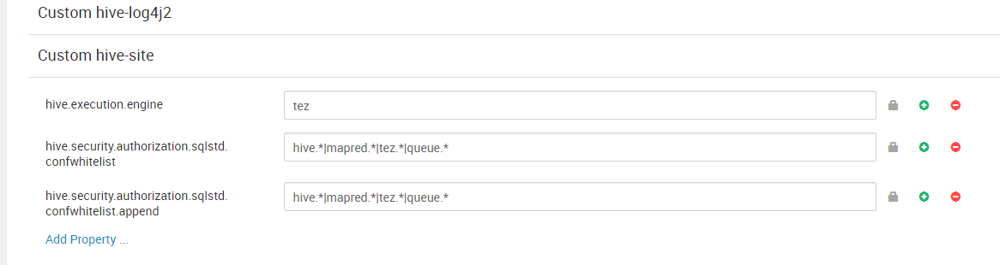 Custom hive-log4j2
Custom hive-site
hive.execution.engine
tez
hive.security.authorization.sqlstd.
confwhitelist
hive.*|mapred.*|tez.*|queue.*
hive.security.authorization.sqlstd.
confwhitelist.append
hive.*|mapred.*|tez.*|queue.*
Add Property ...